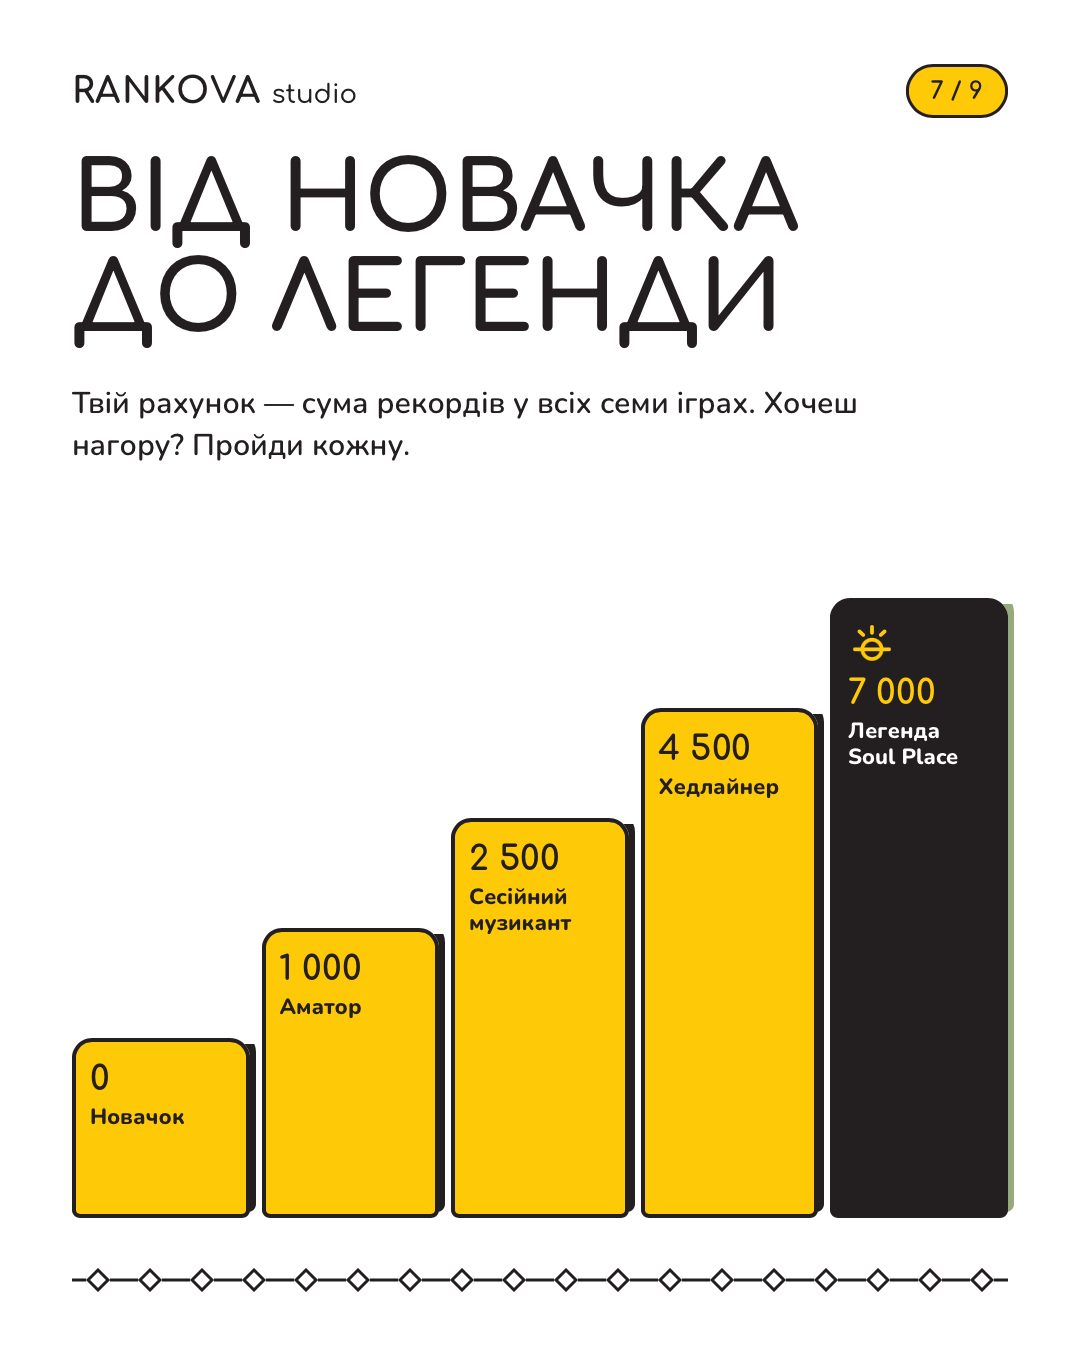 RANKOVA studio
7 / 9
ВІД НОВАЧКА
ДО ЛЕГЕНДИ
Твій рахунок — сума рекордів у всіх семи іграх. Хочеш
нагору? Пройди кожну.
0
Новачок
1 000
Аматор
2 500
Сесійний
музикант
4 500
Хедлайнер
7 000
Легенда
Soul Place